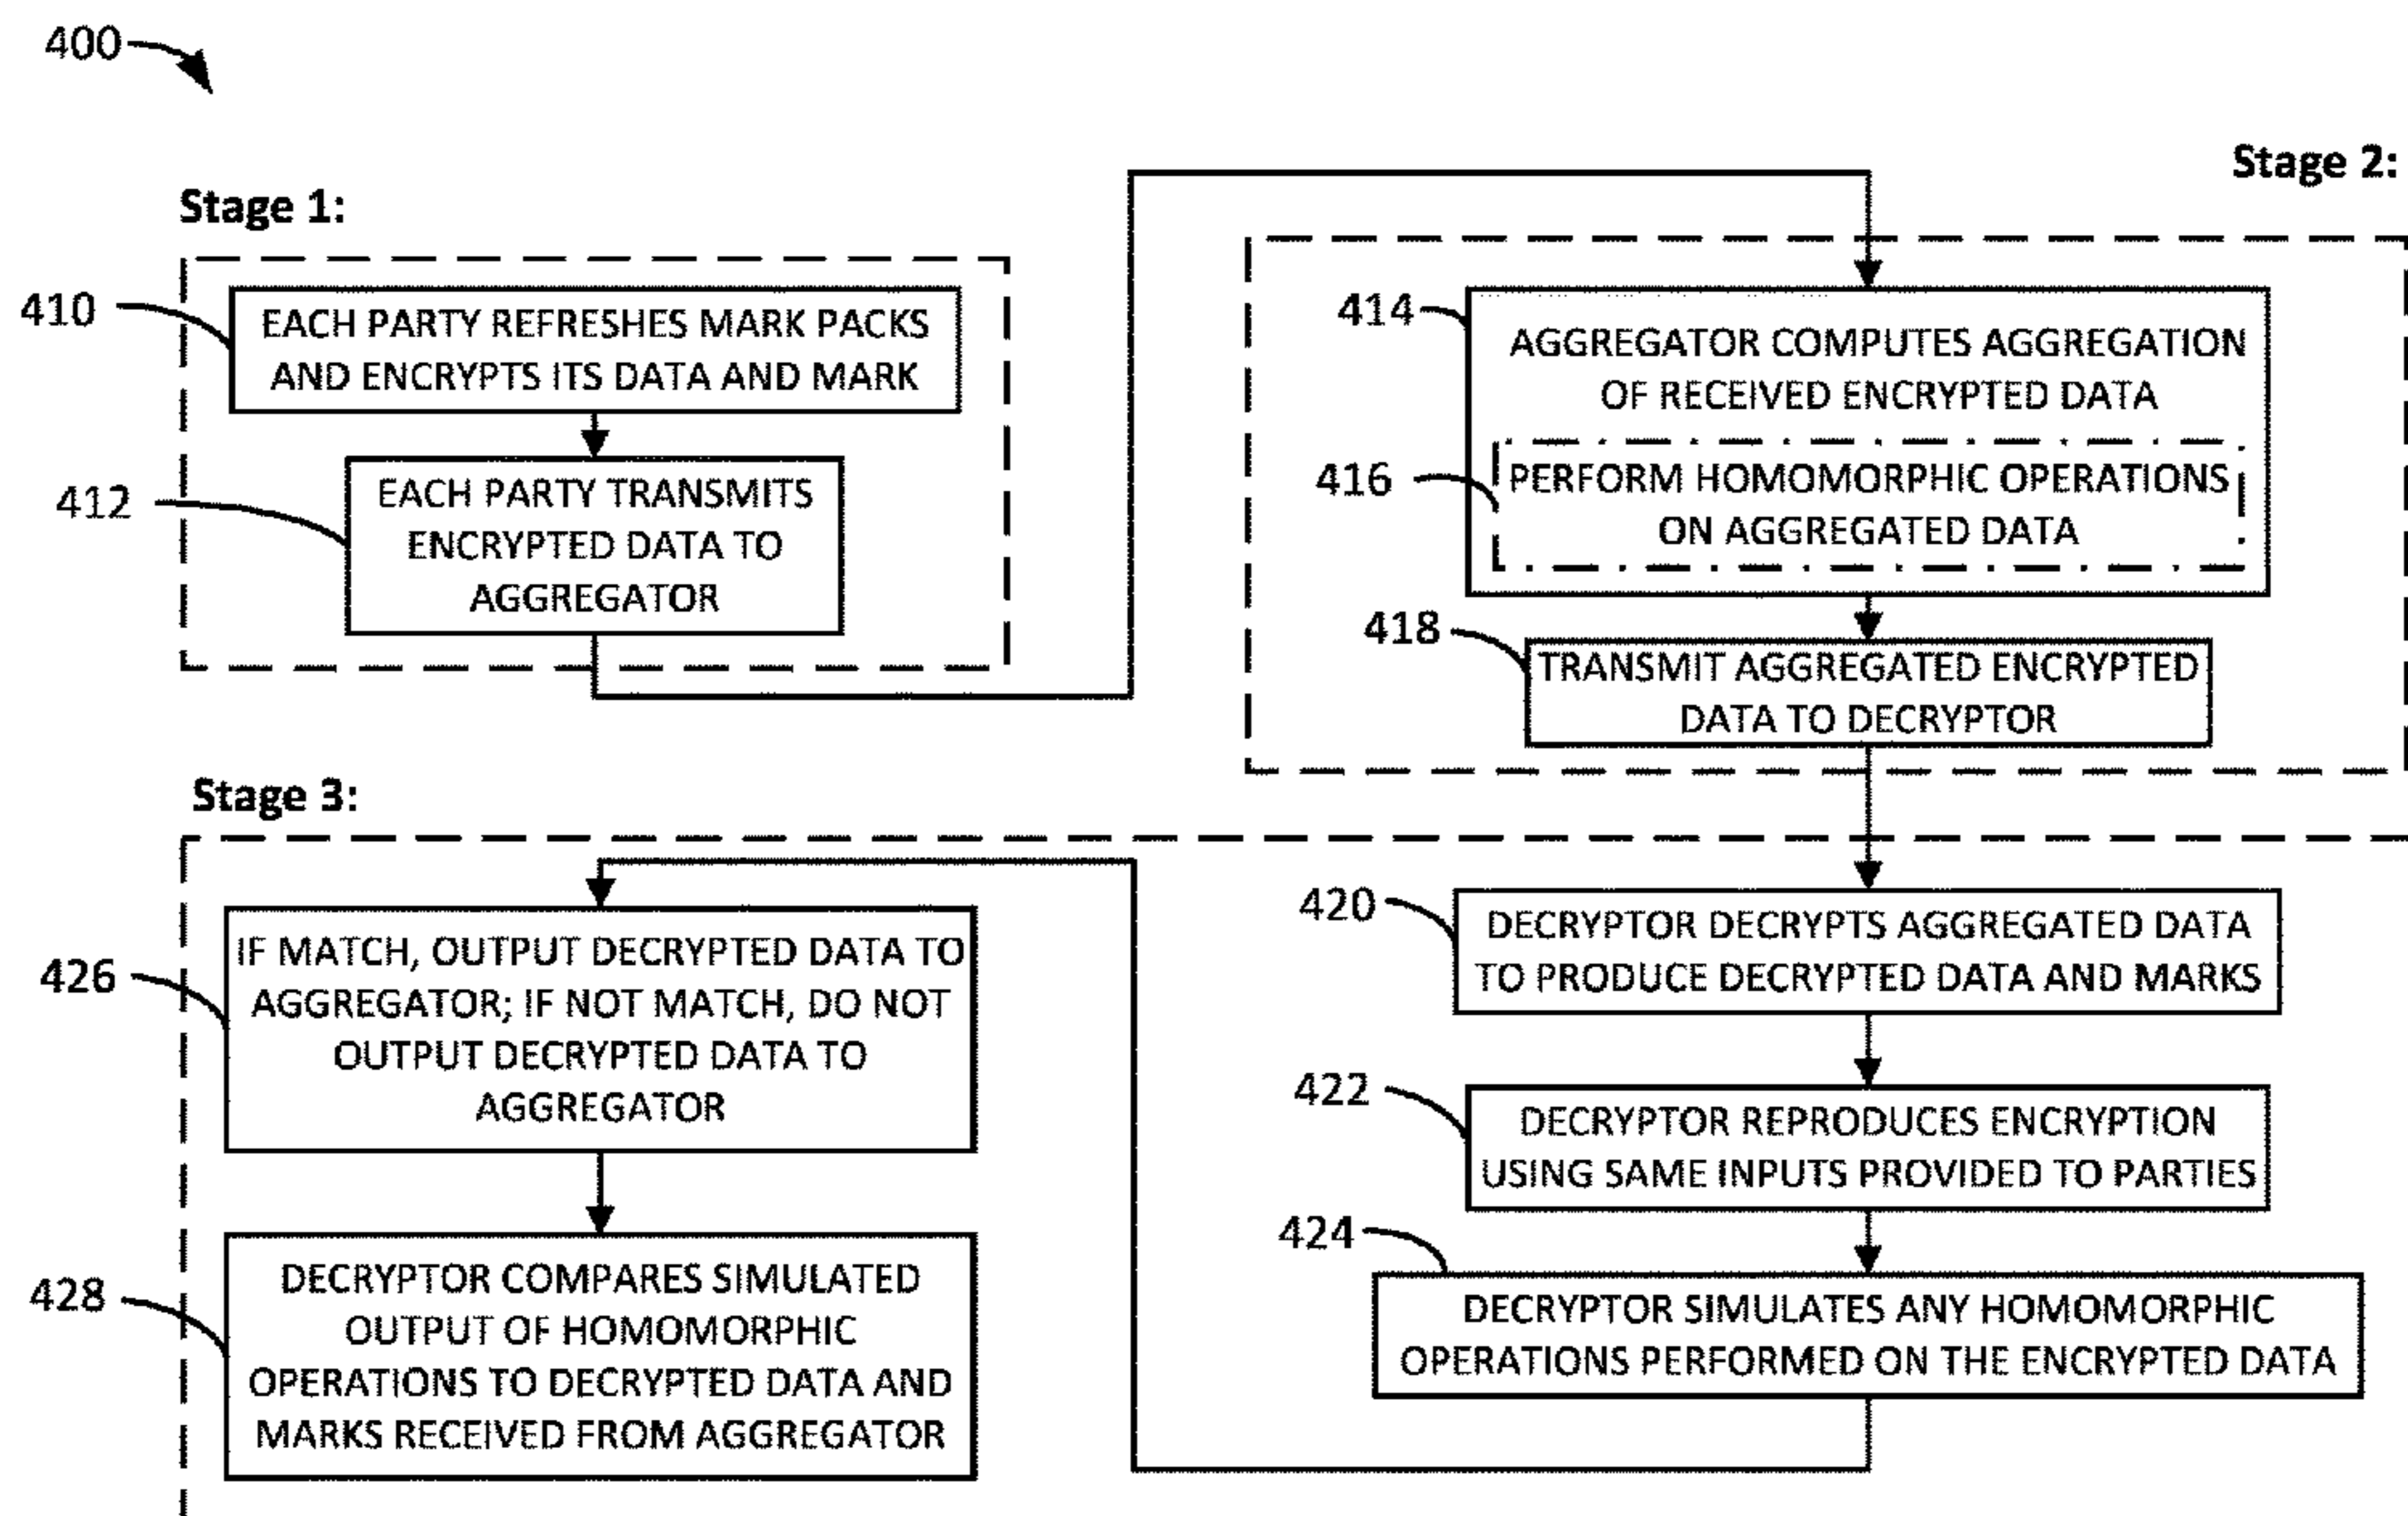 400
Stage 1:
410
EACH PARTY REFRESHES MARK PACKS
AND ENCRYPTS ITS DATA AND MARK
412
EACH PARTY TRANSMITS
ENCRYPTED DATA TO
AGGREGATOR
Stage 2:
414
AGGREGATOR COMPUTES AGGREGATION
OF RECEIVED ENCRYPTED DATA
416
PERFORM HOMOMORPHIC OPERATIONS
ON AGGREGATED DATA
418
TRANSMIT AGGREGATED ENCRYPTED
DATA TO DECRYPTOR
Stage 3:
420
DECRYPTOR DECRYPTS AGGREGATED DATA
TO PRODUCE DECRYPTED DATA AND MARKS
422
DECRYPTOR REPRODUCES ENCRYPTION
USING SAME INPUTS PROVIDED TO PARTIES
424
DECRYPTOR SIMULATES ANY HOMOMORPHIC
OPERATIONS PERFORMED ON THE ENCRYPTED DATA
426
IF MATCH, OUTPUT DECRYPTED DATA TO
AGGREGATOR; IF NOT MATCH, DO NOT
OUTPUT DECRYPTED DATA TO
AGGREGATOR
428
DECRYPTOR COMPARES SIMULATED
OUTPUT OF HOMOMORPHIC
OPERATIONS TO DECRYPTED DATA AND
MARKS RECEIVED FROM AGGREGATOR